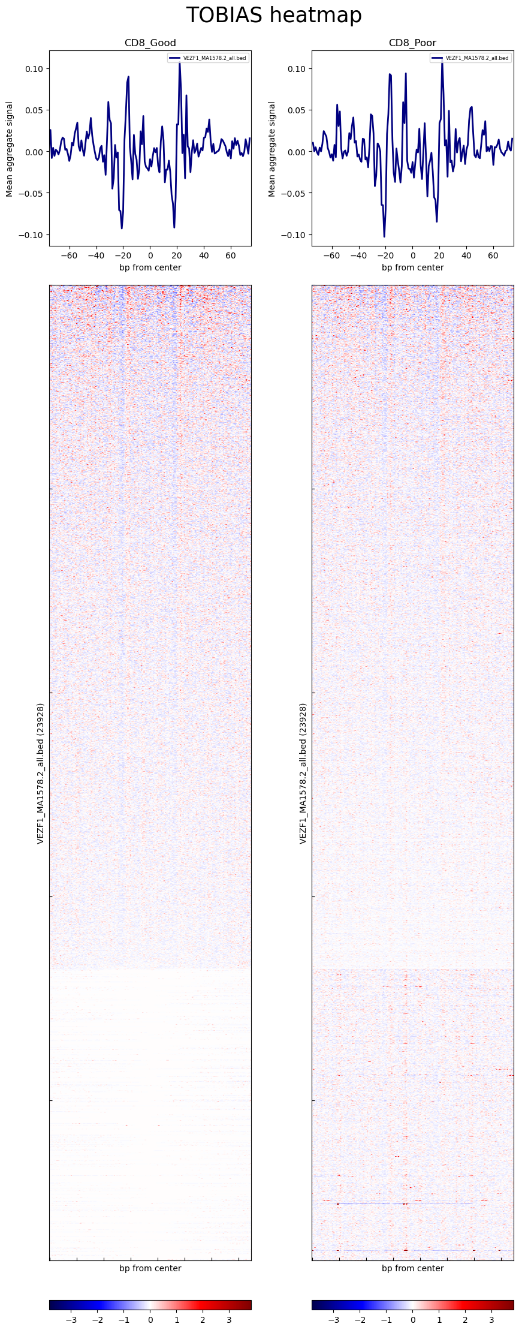 TOBIAS heatmap
CD8_Good
CD8_Poor
VEZF1_MA1578.2_all.bed
VEZF1_MA1578.2_all.bed
Mean aggregate signal
0.10
0.05
0.00
−0.05
−0.10
−60 −40 −20 0 20 40 60
bp from center
Mean aggregate signal
0.10
0.05
0.00
−0.05
−0.10
−60 −40 −20 0 20 40 60
bp from center
VEZF1_MA1578.2_all.bed (23928)
bp from center
VEZF1_MA1578.2_all.bed (23928)
bp from center
−3 −2 −1 0 1 2 3
−3 −2 −1 0 1 2 3